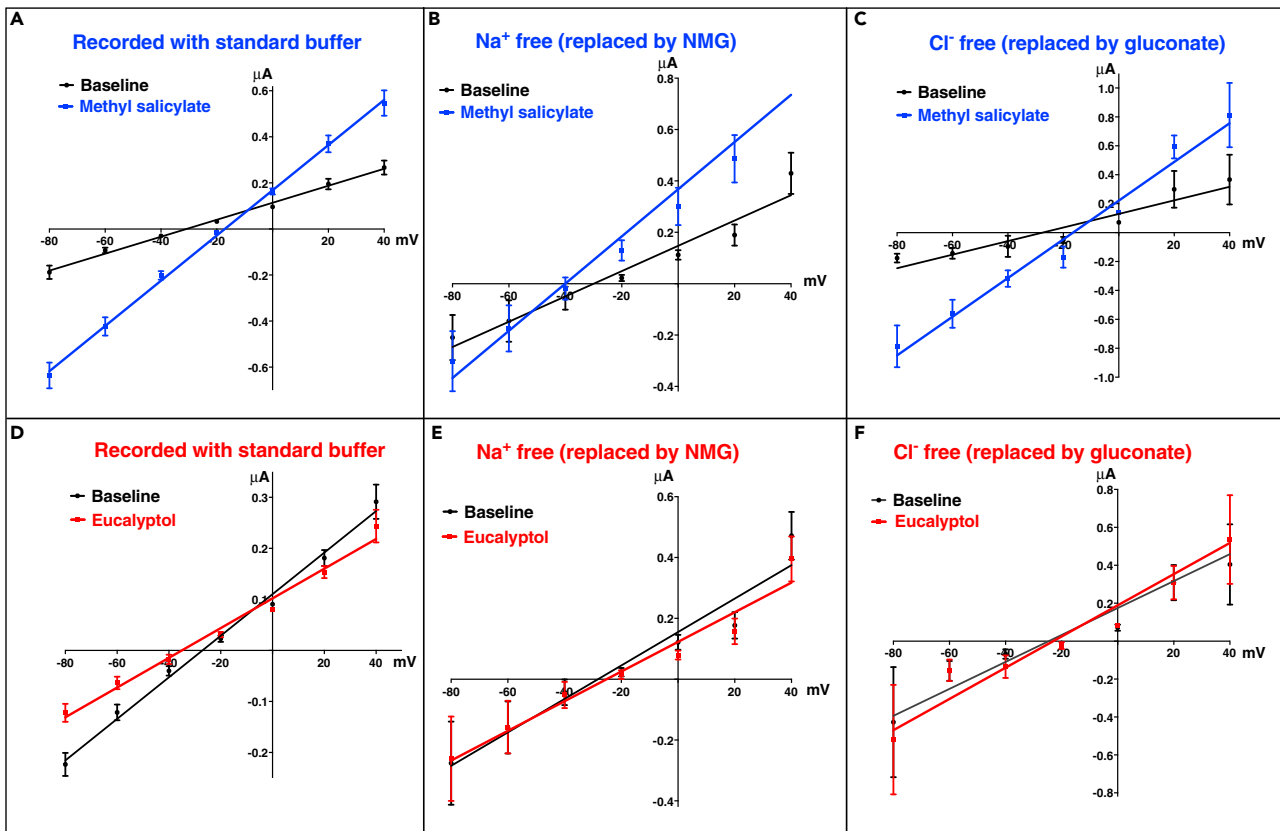 A
Recorded with standard buffer
μA
Baseline
Methyl salicylate
0.6
0.4
0.2
-80 -60 -40 -20 0 20 40 mV
-0.2
-0.4
-0.6
B
Na+ free (replaced by NMG)
μA
Baseline
Methyl salicylate
0.8
0.6
0.4
0.2
-80 -60 -40 -20 0 20 40 mV
-0.2
-0.4
C
Cl- free (replaced by gluconate)
μA
Baseline
Methyl salicylate
1.0
0.8
0.6
0.4
0.2
-80 -60 -40 -20 0 20 40 mV
-0.2
-0.4
-0.6
-0.8
-1.0
D
Recorded with standard buffer
μA
Baseline
Eucalyptol
0.3
0.2
0.1
-80 -60 -40 -20 0 20 40 mV
-0.1
-0.2
E
Na+ free (replaced by NMG)
μA
Baseline
Eucalyptol
0.6
0.4
0.2
-80 -60 -40 -20 0 20 40 mV
-0.2
-0.4
F
Cl- free (replaced by gluconate)
μA
Baseline
Eucalyptol
0.8
0.6
0.4
0.2
-80 -60 -40 -20 0 20 40 mV
-0.2
-0.4
-0.6
-0.8